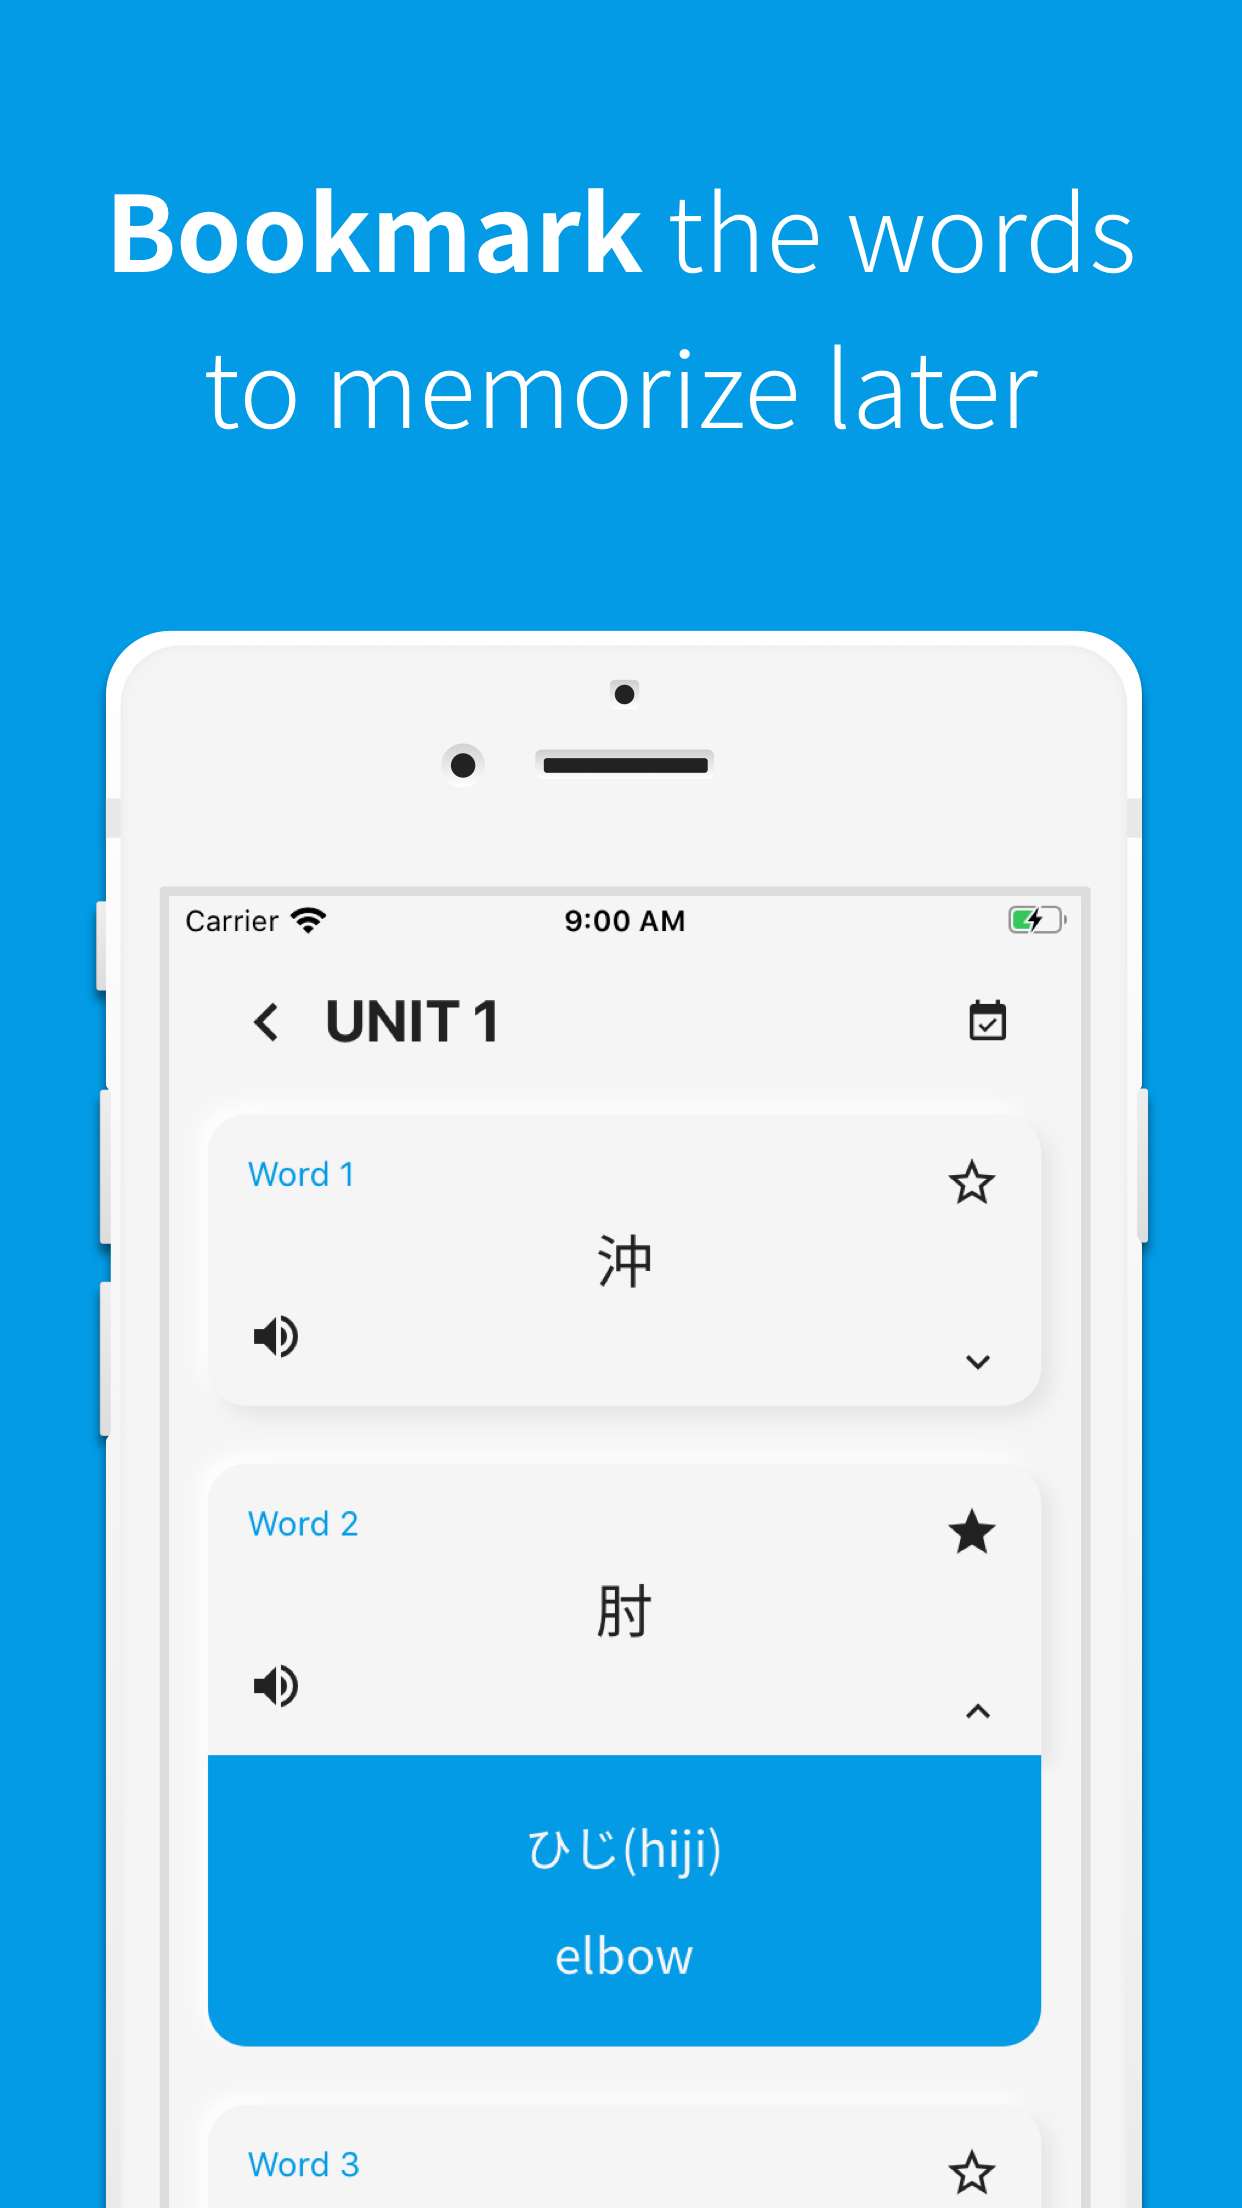 Bookmark the words
to memorize later
Carrier 9:00 AM
UNIT 1
Word 1
沖
Word 2
肘
ひじ(hiji)
elbow
Word 3